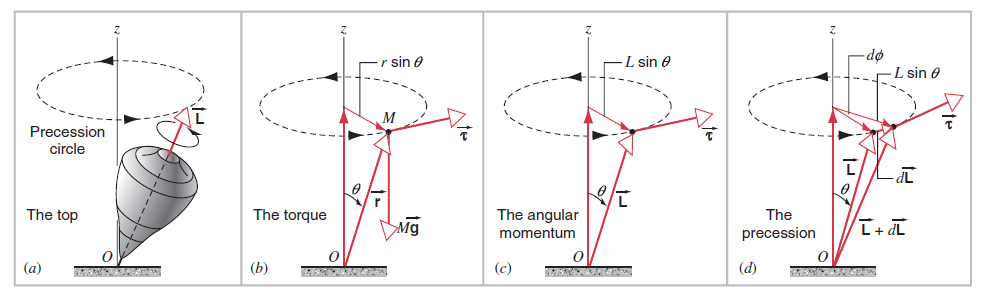 z
L
Precession
circle
The top
O
(a)
z
r sin θ
M
τ
θ
r
The torque
Mg
O
(b)
z
L sin θ
τ
θ
L
The angular
momentum
O
(c)
z
dϕ
L sin θ
τ
L
dL
θ
The
precession
L + dL
O
(d)